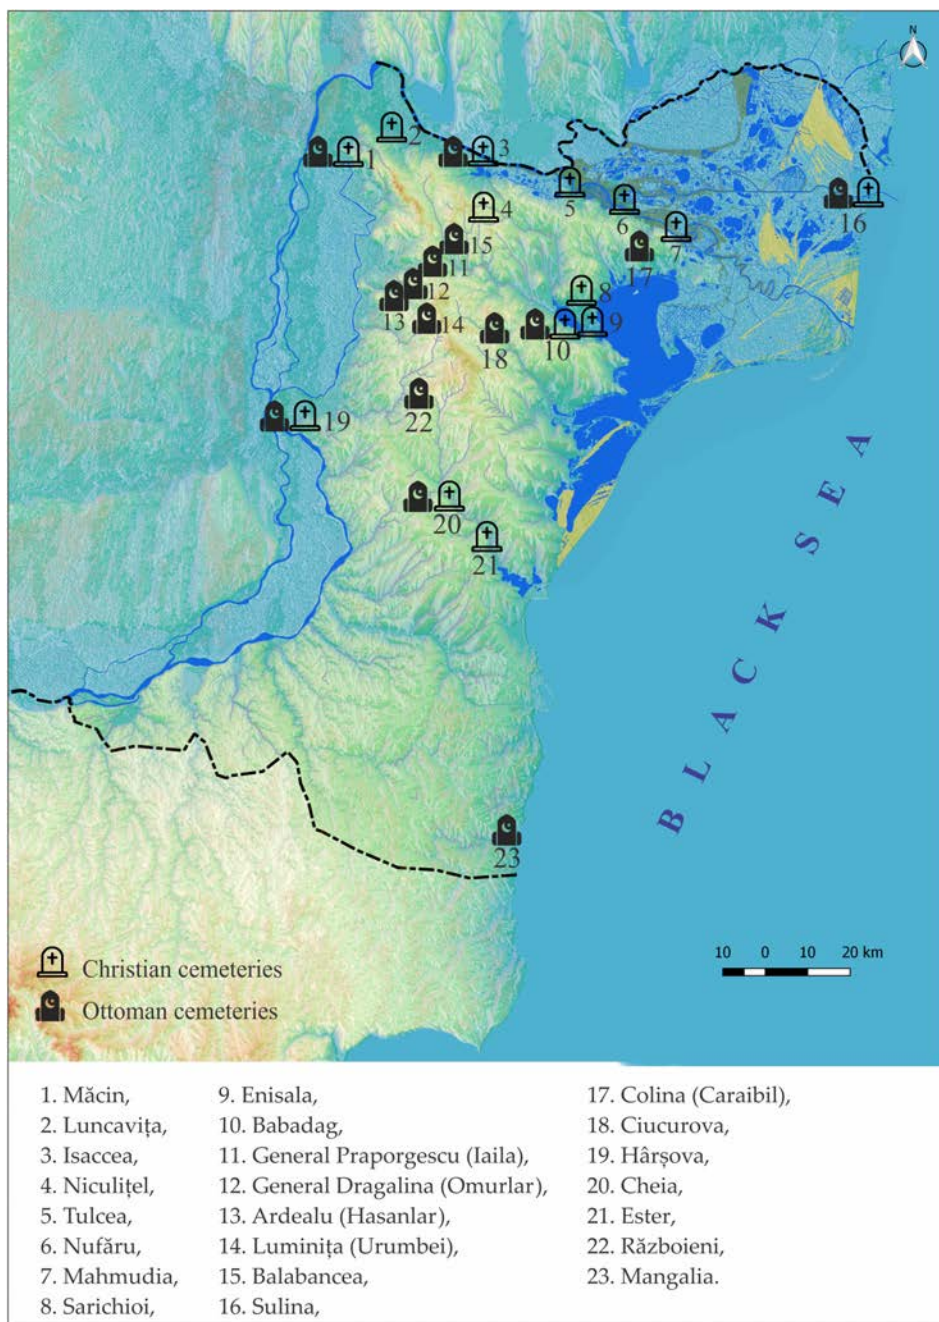 N
1
2
3
4
5
6
7
16
15
11
17
12
8
13
14
18
10
9
22
19
20
21
BLACK SEA
23
10 0 10 20 km
Christian cemeteries
Ottoman cemeteries
1. Măcin,
2. Luncavița,
3. Isaccea,
4. Niculițel,
5. Tulcea,
6. Nufăru,
7. Mahmudia,
8. Sarichioi,
9. Enisala,
10. Babadag,
11. General Praporgescu (Iaila),
12. General Dragalina (Omurlar),
13. Ardealu (Hasanlar),
14. Luminița (Urumbei),
15. Balabancea,
16. Sulina,
17. Colina (Caraibil),
18. Ciucurova,
19. Hârșova,
20. Cheia,
21. Ester,
22. Războieni,
23. Mangalia.